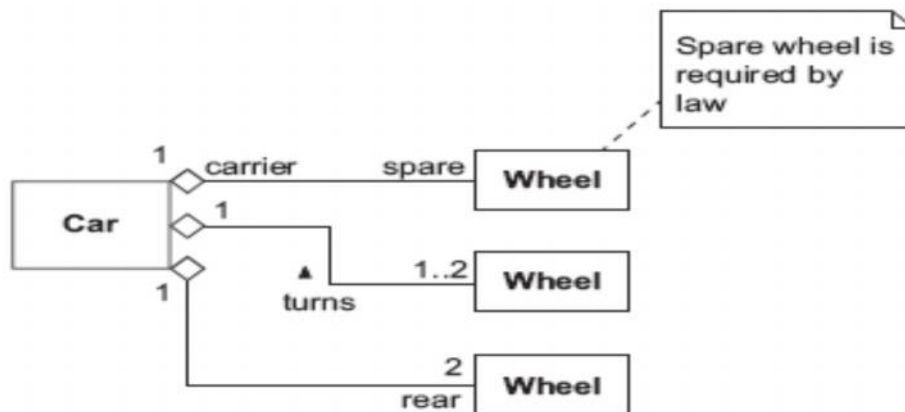 Spare wheel is
required by
law
1
carrier
spare
Wheel
Car
1
1..2
Wheel
turns
1
2
rear
Wheel